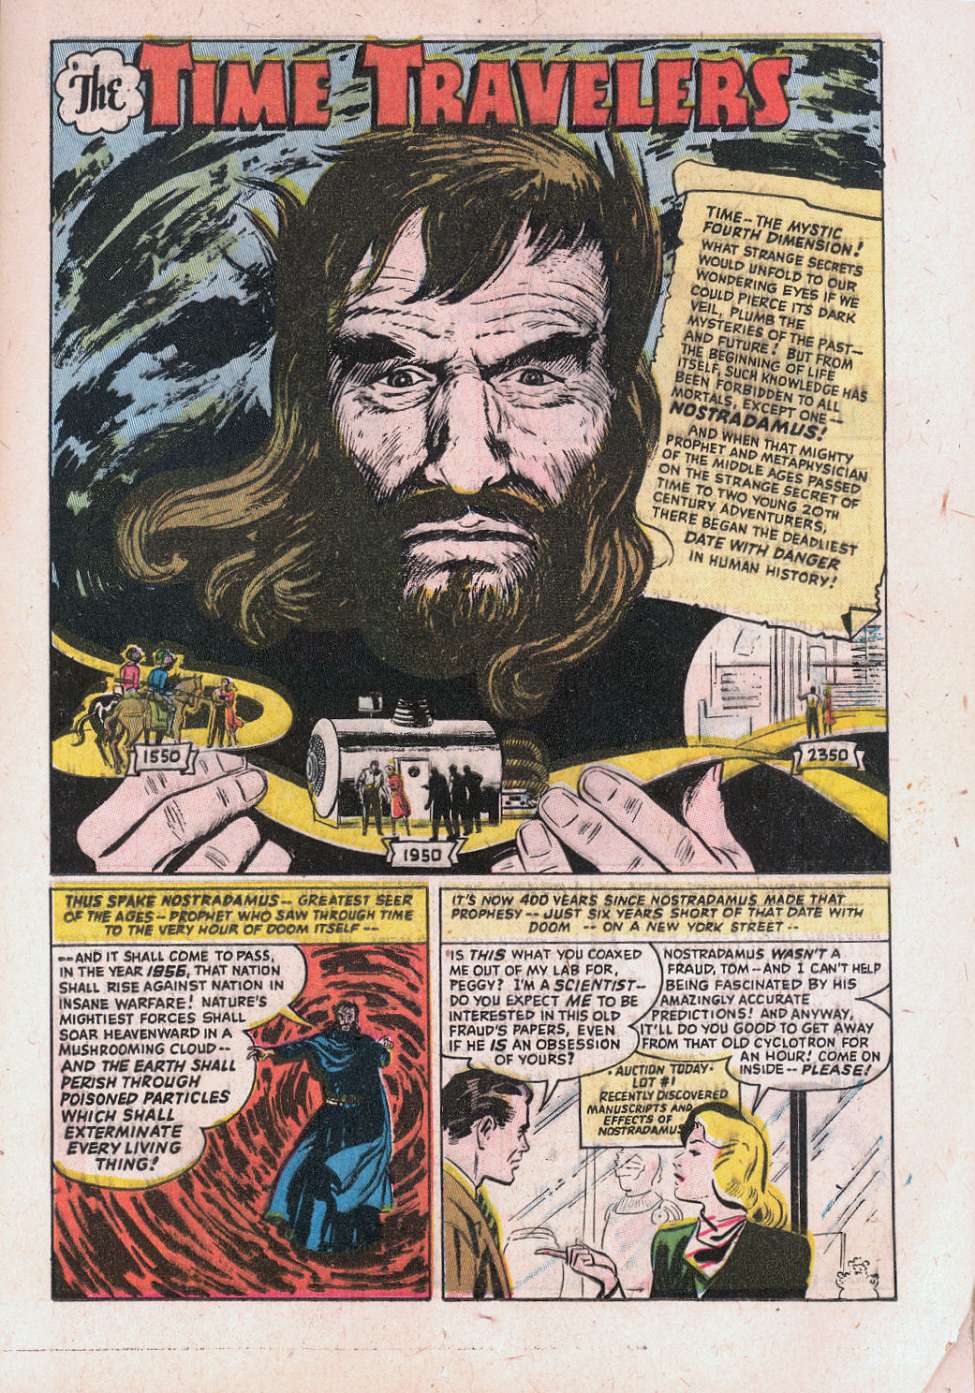 The TIME TRAVELERS
TIME-- THE MYSTIC
FOURTH DIMENSION!
WHAT STRANGE SECRETS
WOULD UNFOLD TO OUR
WONDERING EYES IF WE
COULD PIERCE ITS DARK
VEIL, PLUMB THE
MYSTERIES OF THE PAST--
AND FUTURE! BUT FROM
THE BEGINNING OF LIFE
ITSELF, SUCH KNOWLEDGE HAS
BEEN FORBIDDEN TO ALL
MORTALS, EXCEPT ONE--
NOSTRADAMUS!
AND WHEN THAT MIGHTY
PROPHET AND METAPHYSICIAN
OF THE MIDDLE AGES PASSED
ON THE STRANGE SECRET OF
TIME TO TWO YOUNG 20TH
CENTURY ADVENTURERS,
THERE BEGAN THE DEADLIEST
DATE WITH DANGER
IN HUMAN HISTORY!
1550
1950
2350
THUS SPAKE NOSTRADAMUS-- GREATEST SEER
OF THE AGES-- PROPHET WHO SAW THROUGH TIME
TO THE VERY HOUR OF DOOM ITSELF--
--AND IT SHALL COME TO PASS,
IN THE YEAR 1956, THAT NATION
SHALL RISE AGAINST NATION IN
INSANE WARFARE! NATURE'S
MIGHTIEST FORCES SHALL
SOAR HEAVENWARD IN A
MUSHROOMING CLOUD--
AND THE EARTH SHALL
PERISH THROUGH
POISONED PARTICLES
WHICH SHALL
EXTERMINATE
EVERY LIVING
THING!
IT'S NOW 400 YEARS SINCE NOSTRADAMUS MADE THAT
PROPHESY-- JUST SIX YEARS SHORT OF THAT DATE WITH
DOOM -- ON A NEW YORK STREET--
IS THIS WHAT YOU COAXED
ME OUT OF MY LAB FOR,
PEGGY? I'M A SCIENTIST--
DO YOU EXPECT ME TO BE
INTERESTED IN THIS OLD
FRAUD'S PAPERS, EVEN
IF HE IS AN OBSESSION
OF YOURS?
NOSTRADAMUS WASN'T A
FRAUD, TOM-- AND I CAN'T HELP
BEING FASCINATED BY HIS
AMAZINGLY ACCURATE
PREDICTIONS! AND ANYWAY,
IT'LL DO YOU GOOD TO GET AWAY
FROM THAT OLD CYCLOTRON FOR
AN HOUR! COME ON
INSIDE-- PLEASE!
• AUCTION TODAY •
LOT #1
RECENTLY DISCOVERED
MANUSCRIPTS AND
EFFECTS OF
NOSTRADAMUS